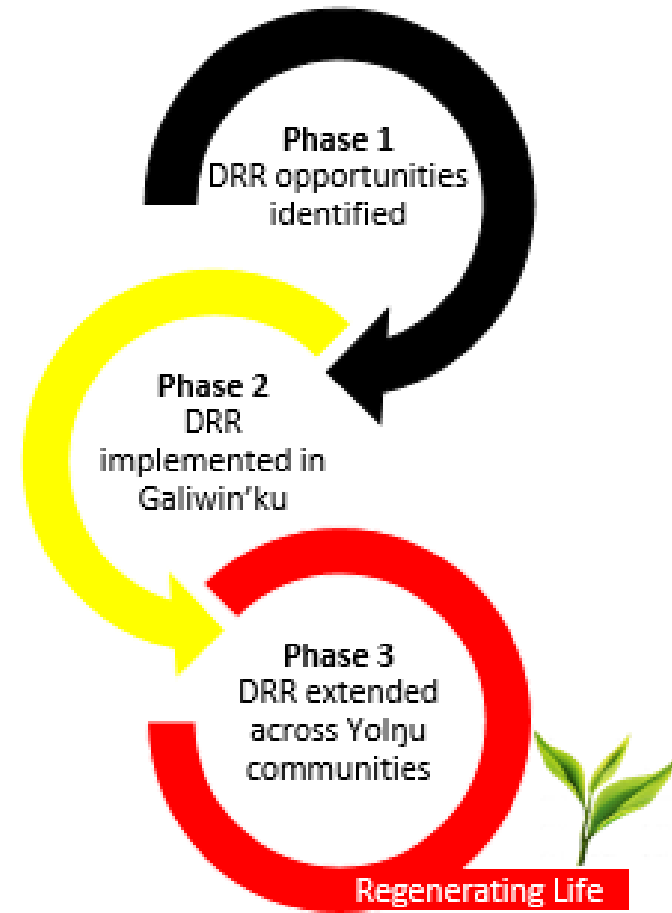 Phase 1
DRR opportunities
identified
Phase 2
DRR
implemented in
Galiwin’ku
Phase 3
DRR extended
across Yolŋu
communities
Regenerating Life